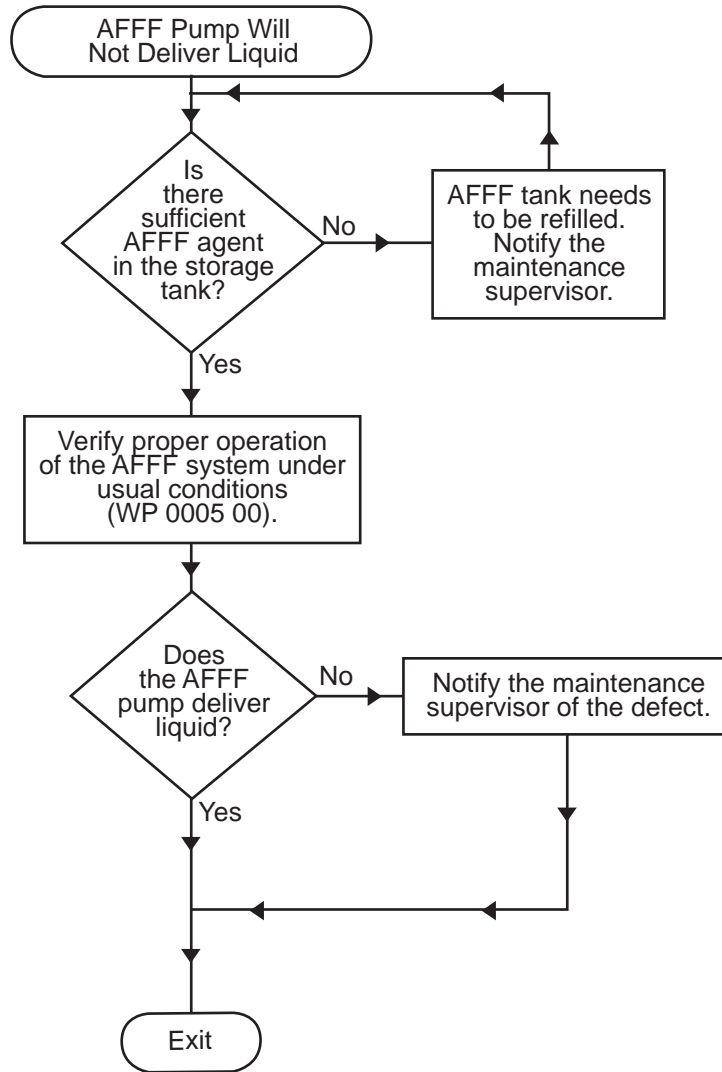 AFFF Pump Will
Not Deliver Liquid
Is
there
sufficient
AFFF agent
in the storage
tank?
No
AFFF tank needs
to be refilled.
Notify the
maintenance
supervisor.
Yes
Verify proper operation
of the AFFF system under
usual conditions
(WP 0005 00).
Does
the AFFF
pump deliver
liquid?
No
Notify the maintenance
supervisor of the defect.
Yes
Exit